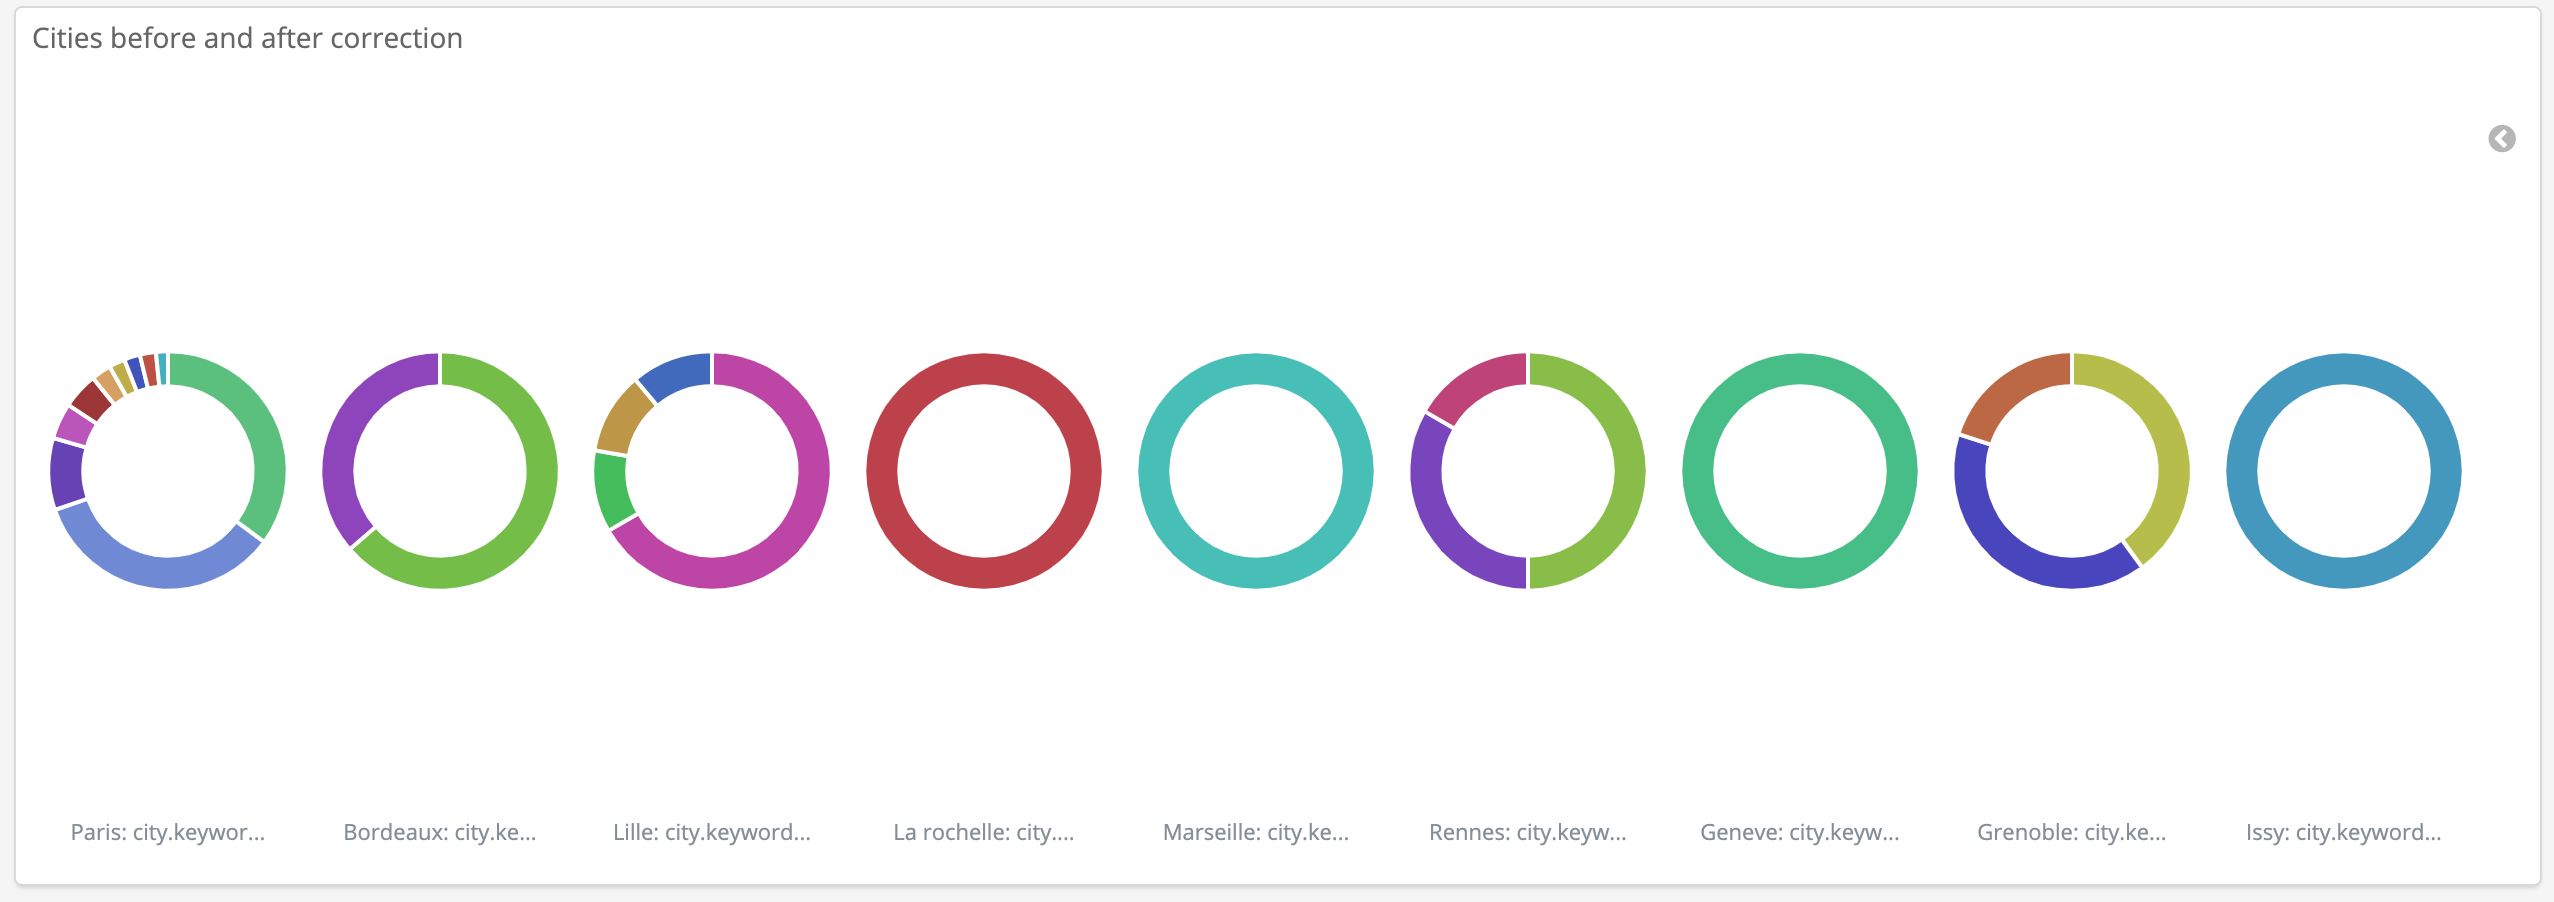 Cities before and after correction
Paris: city.keywor...
Bordeaux: city.ke...
Lille: city.keyword...
La rochelle: city....
Marseille: city.ke...
Rennes: city.keyw...
Geneve: city.keyw...
Grenoble: city.ke...
Issy: city.keyword...